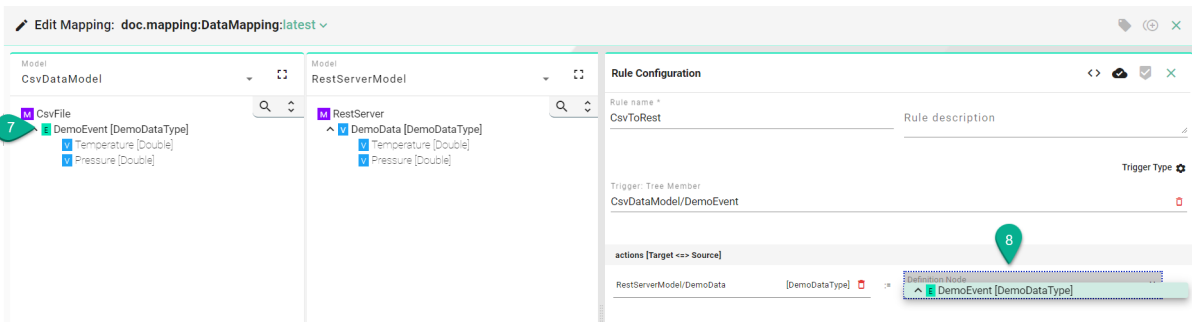 Edit Mapping: doc.mapping:DataMapping:latest
Model
CsvDataModel
M CsvFile
7
E DemoEvent [DemoDataType]
V Temperature [Double]
V Pressure [Double]
Model
RestServerModel
M RestServer
V DemoData [DemoDataType]
V Temperature [Double]
V Pressure [Double]
Rule Configuration
Rule name *
CsvToRest
Rule description
Trigger Type
Trigger: Tree Member
CsvDataModel/DemoEvent
8
actions [Target <=> Source]
RestServerModel/DemoData [DemoDataType] :=
Definition Node
E DemoEvent [DemoDataType]